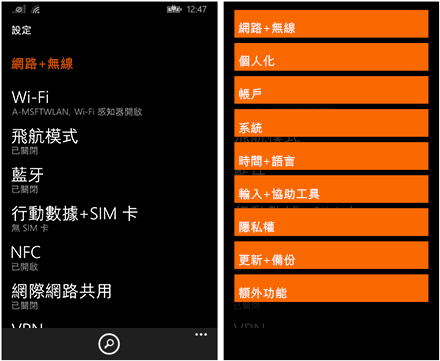 12:47
設定
網路+無線
Wi-Fi
A-MSFTWLAN, Wi-Fi 感知器開啟
飛航模式
已關閉
藍牙
已關閉
行動數據+SIM 卡
無 SIM 卡
NFC
已開啟
網際網路共用
已關閉
VPN
網路+無線
個人化
帳戶
系統
時間+語言
輸入+協助工具
隱私權
更新+備份
額外功能